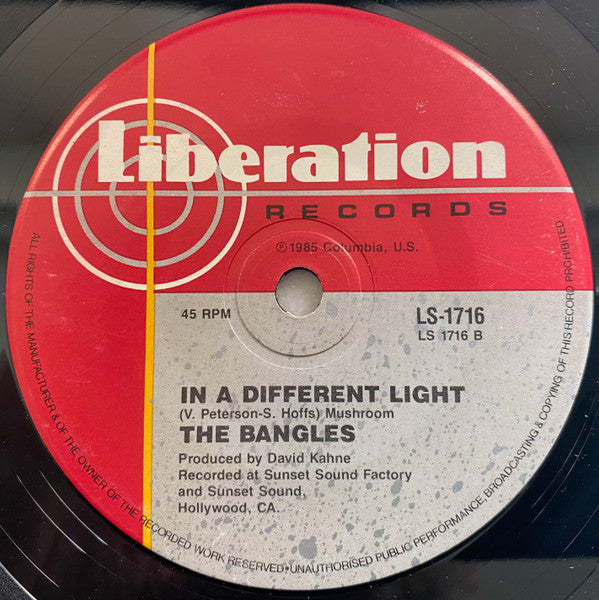 Liberation
RECORDS
℗ 1985 Columbia, U.S.
45 RPM
LS-1716
LS 1716 B
IN A DIFFERENT LIGHT
(V. Peterson-S. Hoffs) Mushroom
THE BANGLES
Produced by David Kahne
Recorded at Sunset Sound Factory
and Sunset Sound,
Hollywood, CA.
ALL RIGHTS OF THE MANUFACTURER & OF THE OWNER OF THE RECORDED WORK RESERVED•UNAUTHORISED PUBLIC PERFORMANCE BROADCASTING & COPYING OF THIS RECORD PROHIBITED